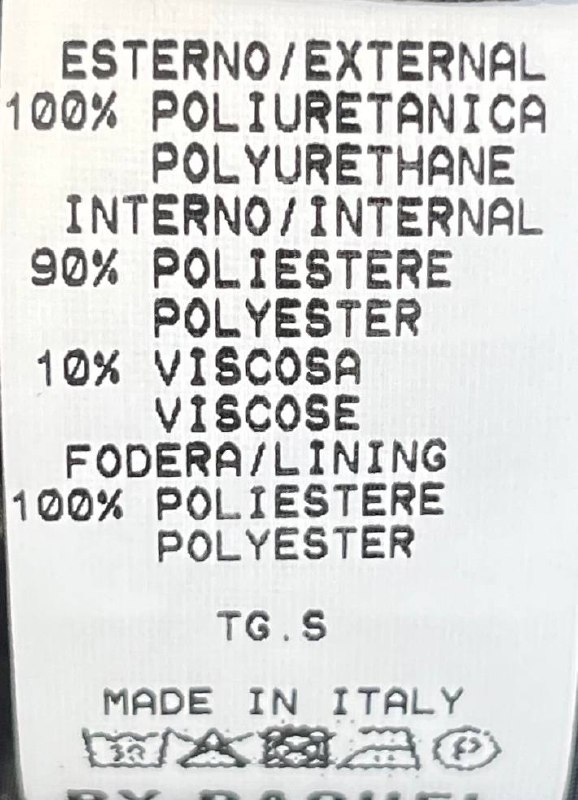 ESTERNO/EXTERNAL
100% POLIURETANICA
POLYURETHANE
INTERNO/INTERNAL
90% POLIESTERE
POLYESTER
10% VISCOSA
VISCOSE
FODERA/LINING
100% POLIESTERE
POLYESTER
TG.S
MADE IN ITALY
30 P